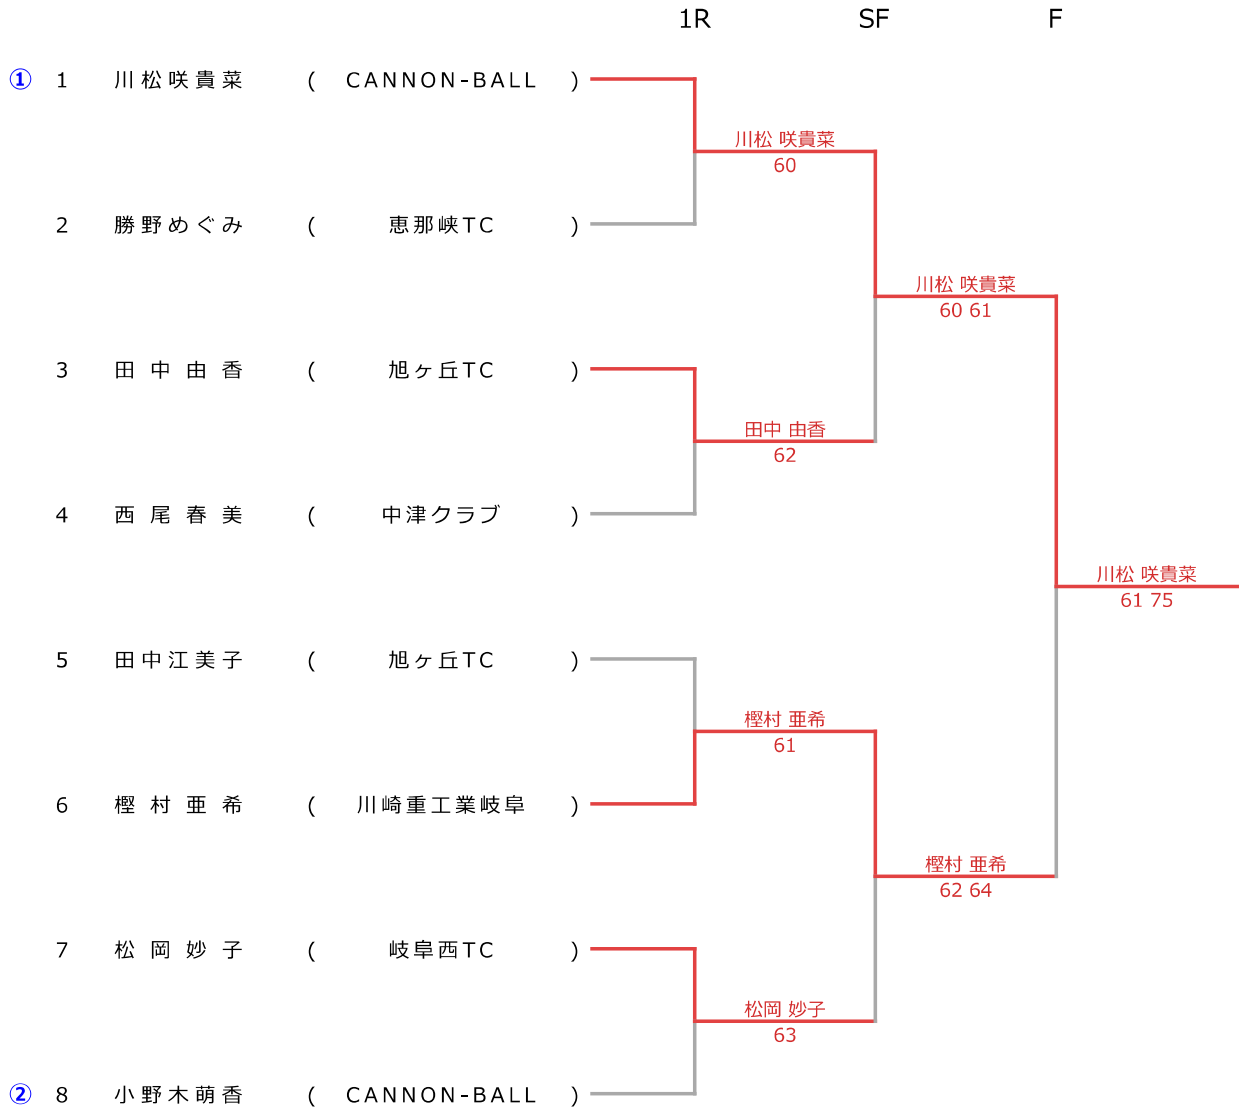 1R SF F
① 1 川松咲貴菜 ( CANNON-BALL )
川松 咲貴菜
60
2 勝野めぐみ ( 恵那峡TC )
川松 咲貴菜
60 61
3 田中由香 ( 旭ヶ丘TC )
田中 由香
62
4 西尾春美 ( 中津クラブ )
川松 咲貴菜
61 75
5 田中江美子 ( 旭ヶ丘TC )
樫村 亜希
61
6 樫村亜希 ( 川崎重工業岐阜 )
樫村 亜希
62 64
7 松岡妙子 ( 岐阜西TC )
松岡 妙子
63
② 8 小野木萌香 ( CANNON-BALL )